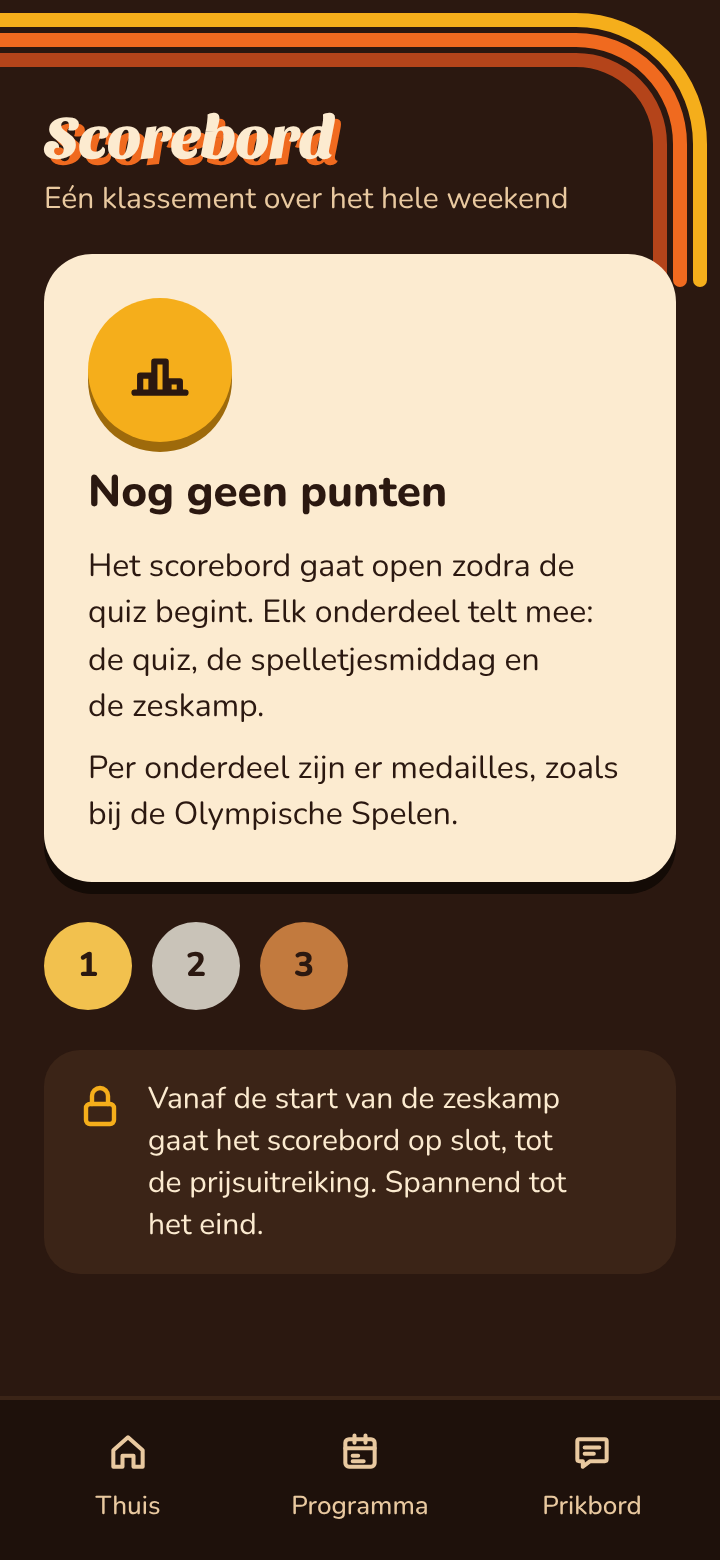 Scorebord
Eén klassement over het hele weekend
Nog geen punten
Het scorebord gaat open zodra de
quiz begint. Elk onderdeel telt mee:
de quiz, de spelletjesmiddag en
de zeskamp.
Per onderdeel zijn er medailles, zoals
bij de Olympische Spelen.
1 2 3
Vanaf de start van de zeskamp
gaat het scorebord op slot, tot
de prijsuitreiking. Spannend tot
het eind.
Thuis Programma Prikbord